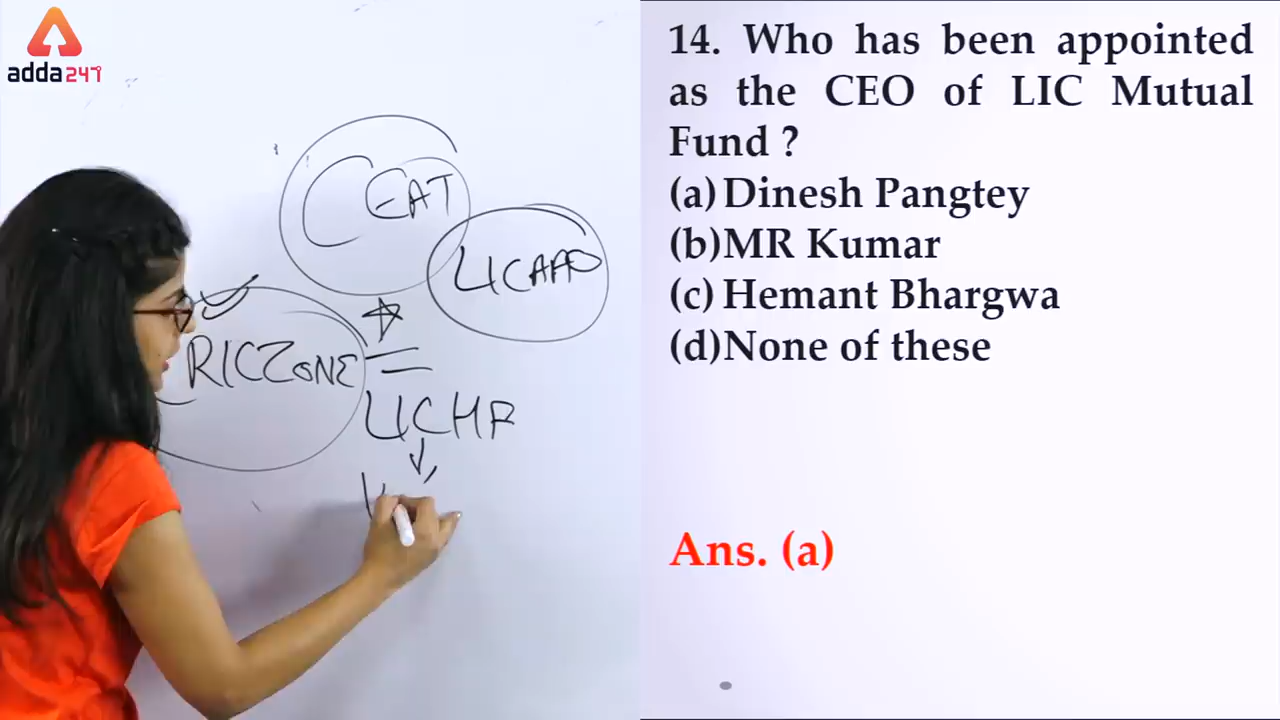 adda247
CEAT
LICAAO
RICZONE
LICHF
14. Who has been appointed
as the CEO of LIC Mutual
Fund ?
(a) Dinesh Pangtey
(b)MR Kumar
(c) Hemant Bhargwa
(d)None of these
Ans. (a)